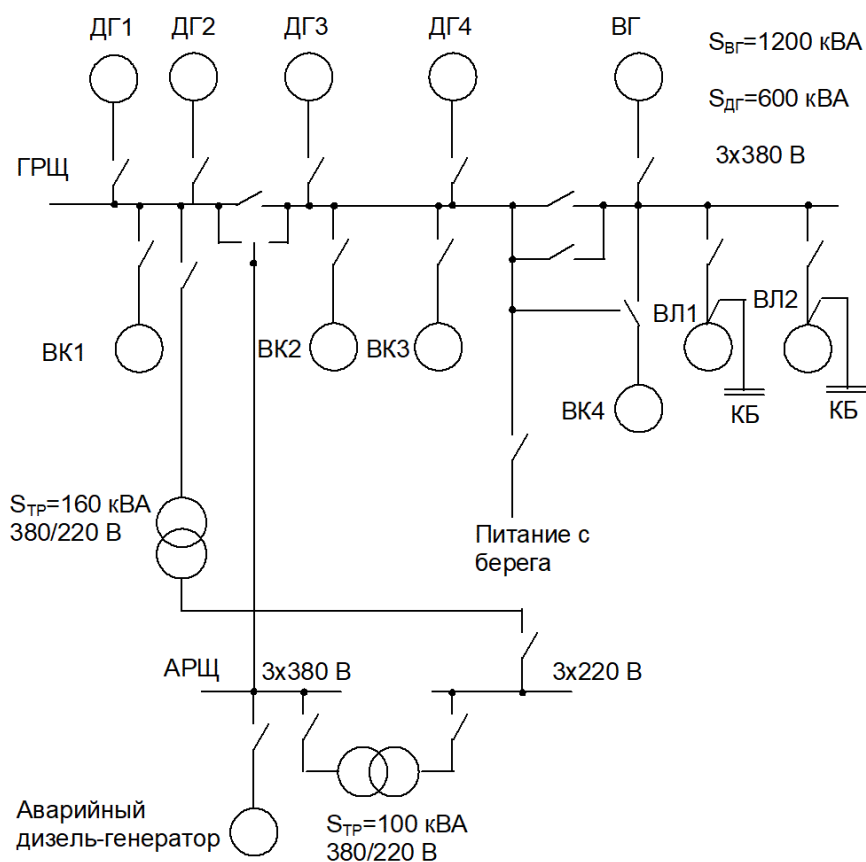 ДГ1
ДГ2
ДГ3
ДГ4
ВГ
SВГ=1200 кВА
SДГ=600 кВА
3х380 В
ГРЩ
ВК1
ВК2
ВК3
ВК4
ВЛ1
ВЛ2
КБ
КБ
SТР=160 кВА
380/220 В
Питание с
берега
АРЩ
3х380 В
3х220 В
Аварийный
дизель-генератор
SТР=100 кВА
380/220 В